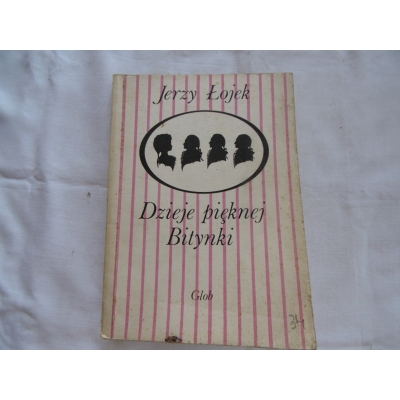 Jerzy Łojek
Dzieje pięknej
Bitynki
Glob